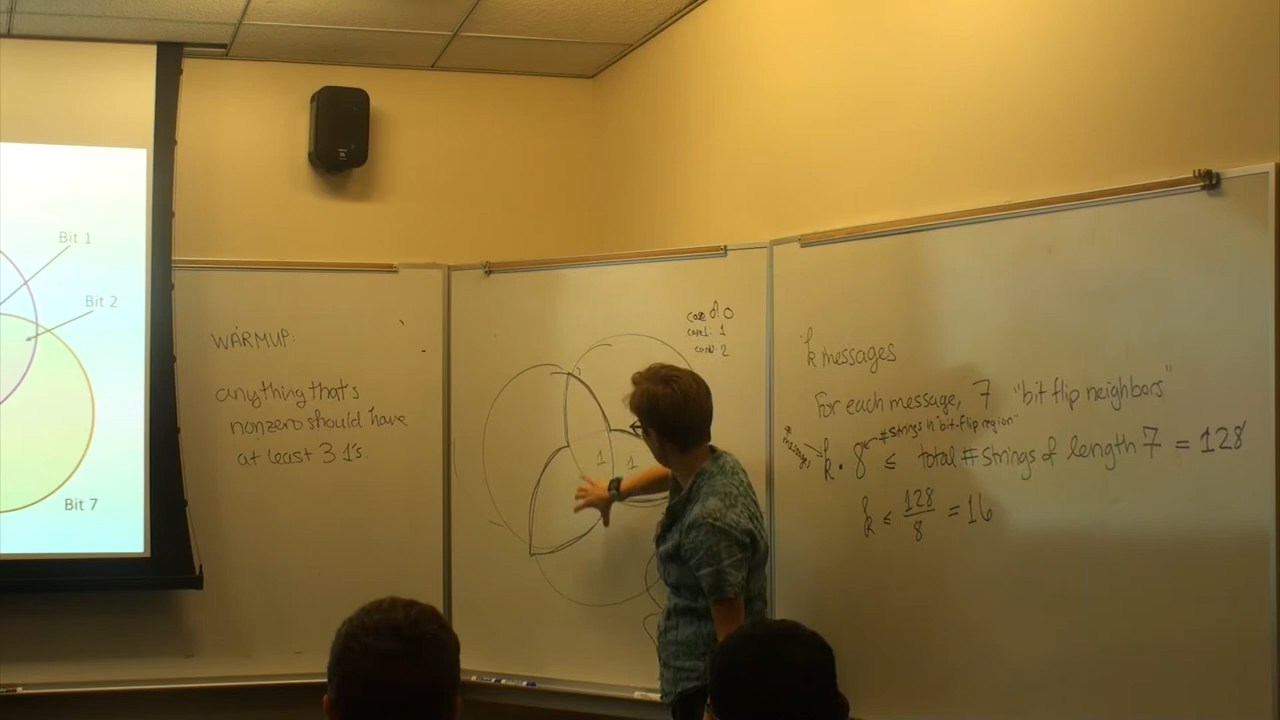 Bit 1
Bit 2
Bit 7
WARMUP:
anything that's
nonzero should have
at least 3 1's.
case 0: 0
case 1: 1
case 2: 2
1 1
k messages
For each message, 7 "bit flip neighbors"
# strings in "bit-flip region"
# messages
k · 8 ≤ total # strings of length 7 = 128
k ≤ 128/8 = 16